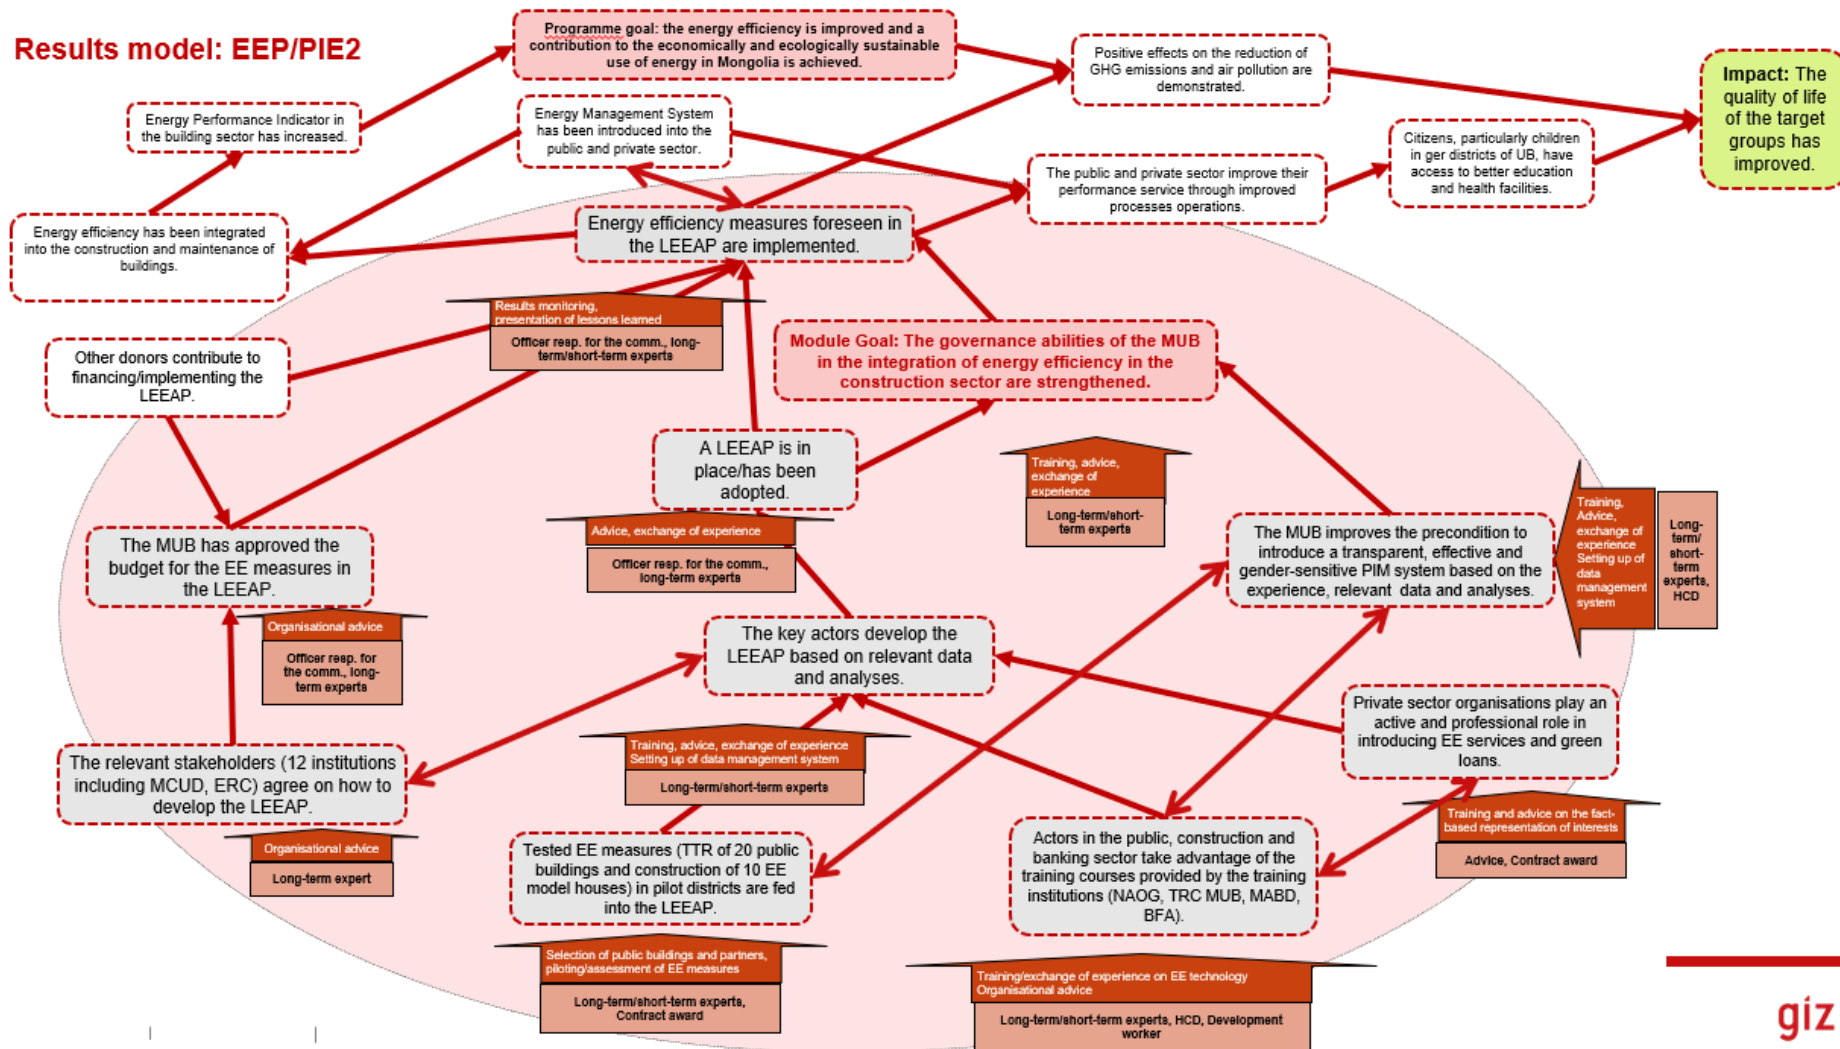 Results model: EEP/PIE2
Programme goal: the energy efficiency is improved and a
contribution to the economically and ecologically sustainable
use of energy in Mongolia is achieved.
Positive effects on the reduction of
GHG emissions and air pollution are
demonstrated.
Impact: The
quality of life
of the target
groups has
improved.
Energy Performance Indicator in
the building sector has increased.
Energy Management System
has been introduced into the
public and private sector.
Citizens, particularly children
in ger districts of UB, have
access to better education
and health facilities.
The public and private sector improve their
performance service through improved
processes operations.
Energy efficiency has been integrated
into the construction and maintenance of
buildings.
Energy efficiency measures foreseen in
the LEEAP are implemented.
Results monitoring,
presentation of lessons learned
Officer resp. for the comm., long-
term/short-term experts
Other donors contribute to
financing/implementing the
LEEAP.
Module Goal: The governance abilities of the MUB
in the integration of energy efficiency in the
construction sector are strengthened.
A LEEAP is in
place/has been
adopted.
Training, advice,
exchange of
experience
Long-term/short-
term experts
Advice, exchange of experience
Officer resp. for the comm.,
long-term experts
The MUB has approved the
budget for the EE measures in
the LEEAP.
The MUB improves the precondition to
introduce a transparent, effective and
gender-sensitive PIM system based on the
experience, relevant data and analyses.
Training,
Advice,
exchange of
experience
Setting up of
data
management
system
Long-
term/
short-
term
experts,
HCD
Organisational advice
Officer resp. for
the comm., long-
term experts
The key actors develop the
LEEAP based on relevant data
and analyses.
Private sector organisations play an
active and professional role in
introducing EE services and green
loans.
The relevant stakeholders (12 institutions
including MCUD, ERC) agree on how to
develop the LEEAP.
Training, advice, exchange of experience
Setting up of data management system
Long-term/short-term experts
Training and advice on the fact-
based representation of interests
Advice, Contract award
Organisational advice
Long-term expert
Tested EE measures (TTR of 20 public
buildings and construction of 10 EE
model houses) in pilot districts are fed
into the LEEAP.
Actors in the public, construction and
banking sector take advantage of the
training courses provided by the training
institutions (NAOG, TRC MUB, MABD,
BFA).
Selection of public buildings and partners,
piloting/assessment of EE measures
Long-term/short-term experts,
Contract award
Training/exchange of experience on EE technology
Organisational advice
Long-term/short-term experts, HCD, Development
worker
giz